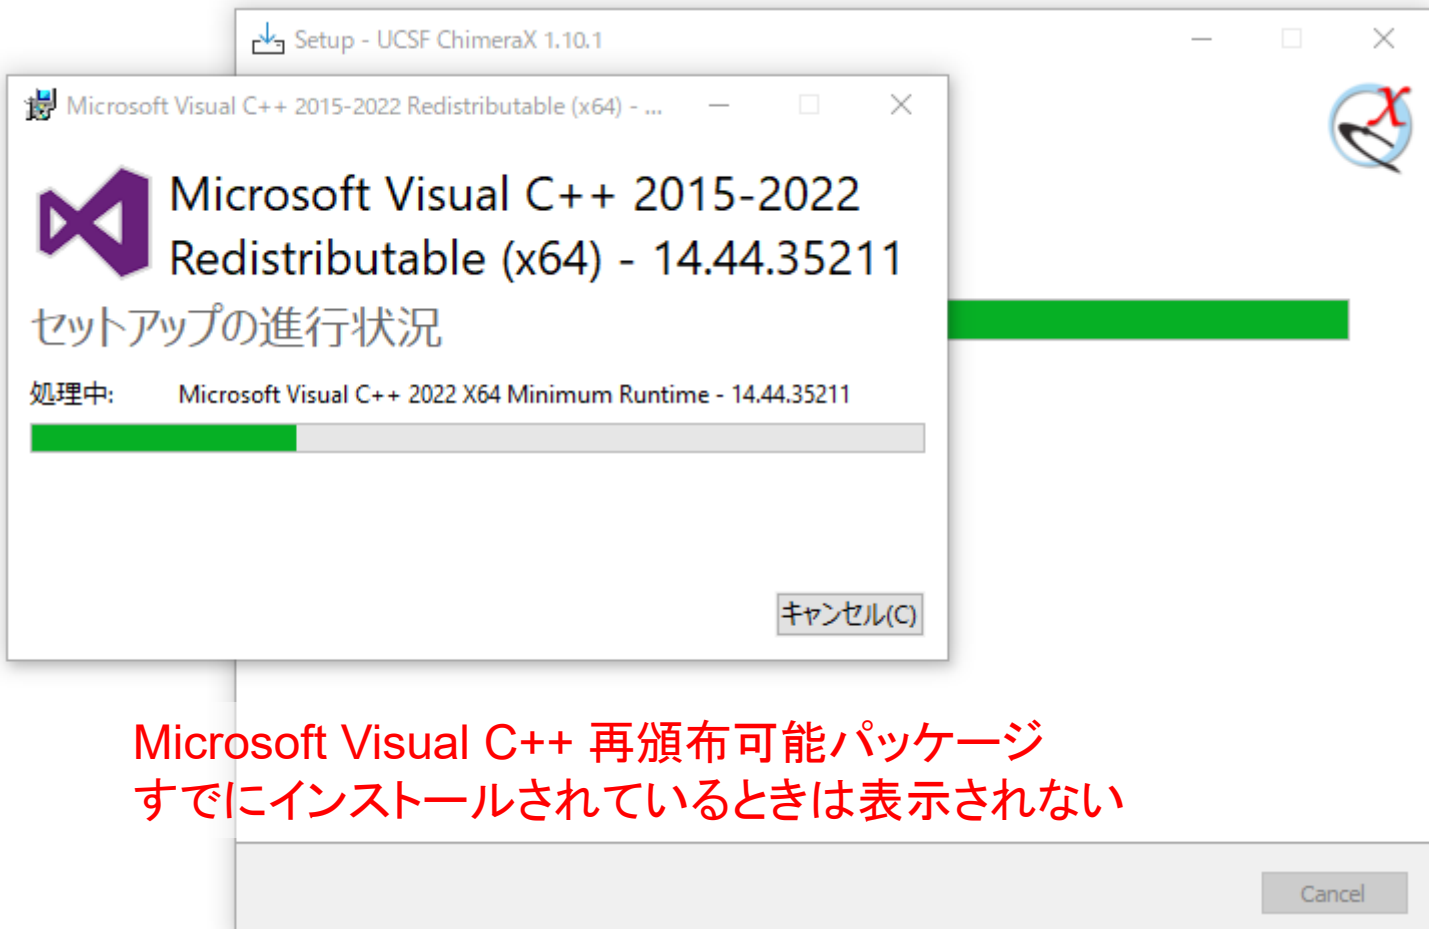 Setup - UCSF ChimeraX 1.10.1
Microsoft Visual C++ 2015-2022 Redistributable (x64) - ...
X
Microsoft Visual C++ 2015-2022
Redistributable (x64) - 14.44.35211
セットアップの進行状況
処理中: Microsoft Visual C++ 2022 X64 Minimum Runtime - 14.44.35211
キャンセル(C)
Microsoft Visual C++ 再頒布可能パッケージ
すでにインストールされているときは表示されない
Cancel